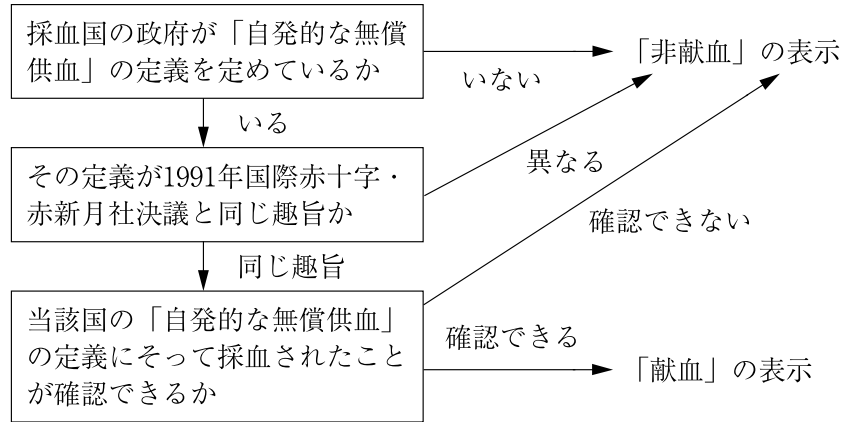 採血国の政府が「自発的な無償
供血」の定義を定めているか
いない
「非献血」の表示
いる
その定義が1991年国際赤十字・
赤新月社決議と同じ趣旨か
異なる
確認できない
同じ趣旨
当該国の「自発的な無償供血」
の定義にそって採血されたこと
が確認できるか
確認できる
「献血」の表示